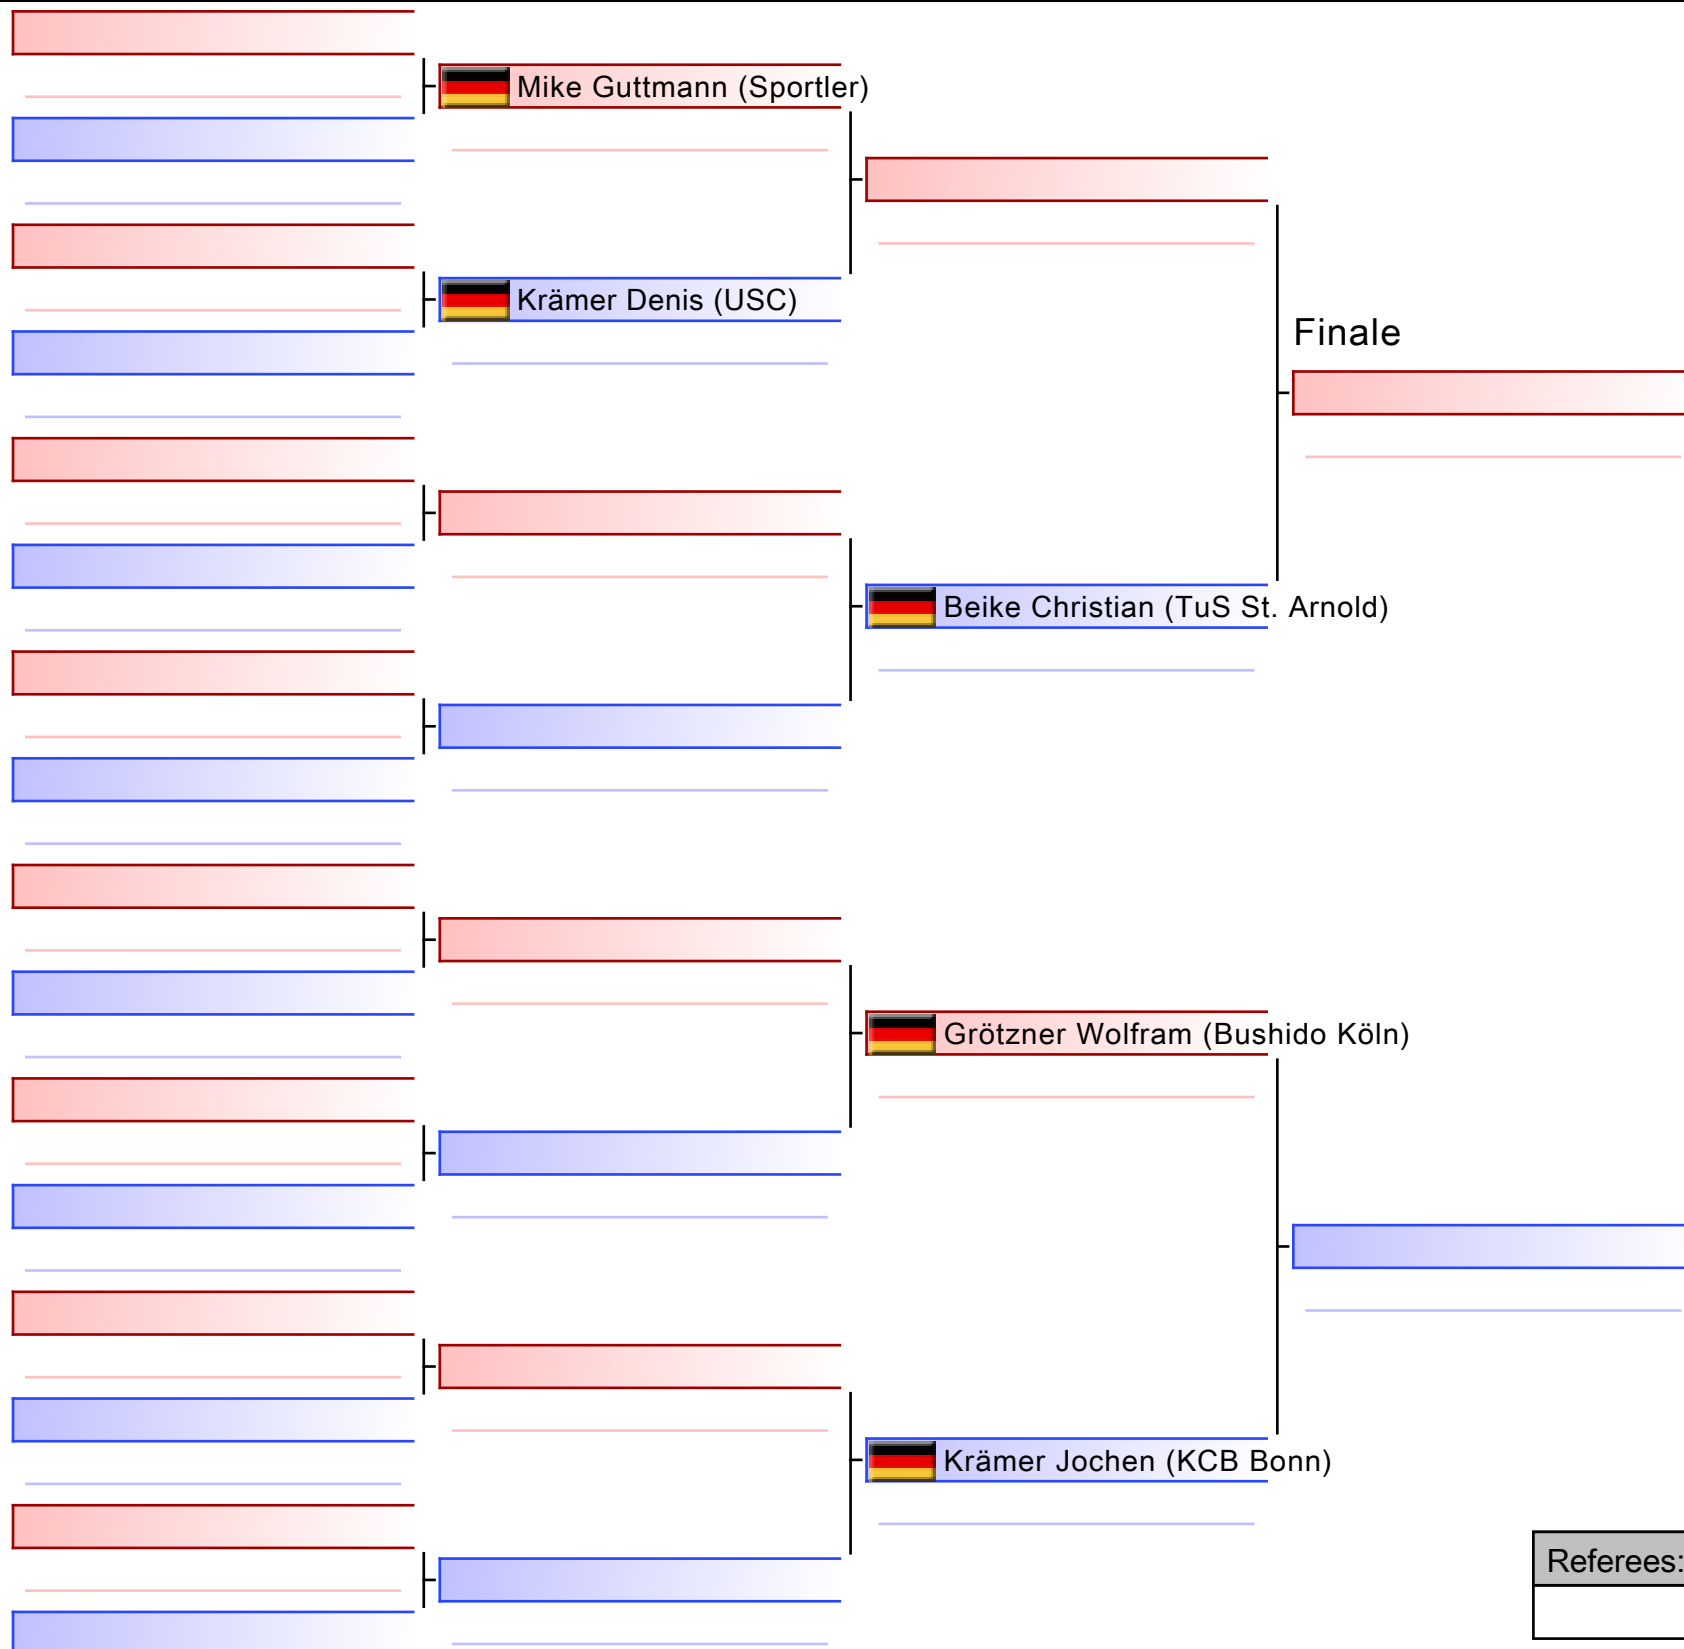 Mike Guttmann (Sportler)
Krämer Denis (USC)
Finale
Beike Christian (TuS St. Arnold)
Grötzner Wolfram (Bushido Köln)
Krämer Jochen (KCB Bonn)
Referees: